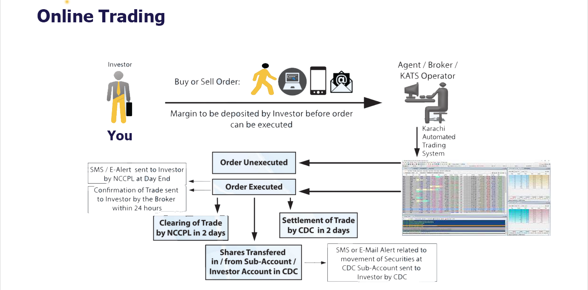 Online Trading
Investor
You
Buy or Sell Order:
Margin to be deposited by Investor before order
can be executed
Agent / Broker /
KATS Operator
Karachi
Automated
Trading
System
Order Unexecuted
Order Executed
SMS / E-Alert sent to Investor
by NCCPL at Day End
Confirmation of Trade sent
to Investor by the Broker
within 24 hours
Clearing of Trade
by NCCPL in 2 days
Settlement of Trade
by CDC in 2 days
Shares Transfered
in / from Sub-Account /
Investor Account in CDC
SMS or E-Mail Alert related to
movement of Securities at
CDC Sub-Account sent to
Investor by CDC